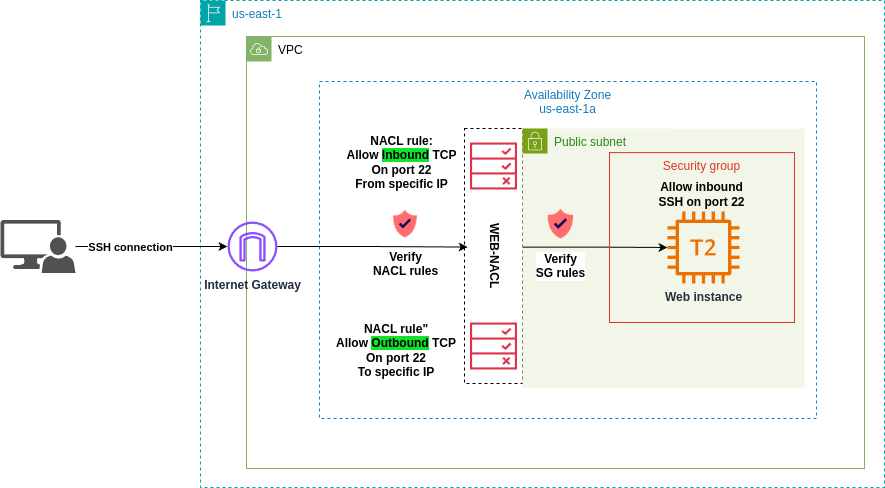 us-east-1
VPC
Availability Zone
us-east-1a
NACL rule:
Allow Inbound TCP
On port 22
From specific IP
Public subnet
Security group
Allow inbound
SSH on port 22
T2
Web instance
SSH connection
Internet Gateway
Verify
NACL rules
WEB-NACL
Verify
SG rules
NACL rule"
Allow Outbound TCP
On port 22
To specific IP